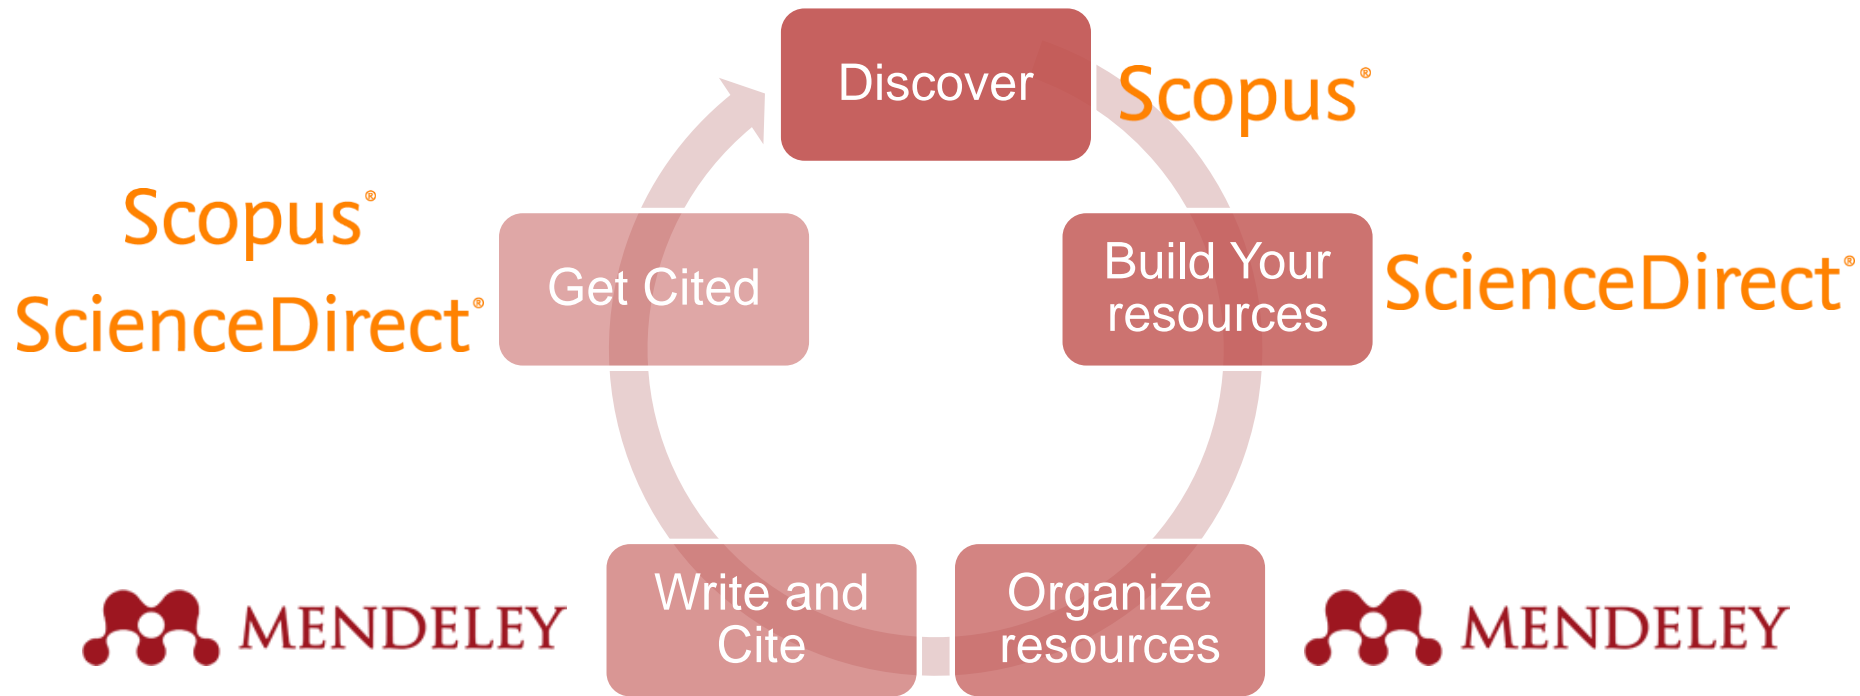 Discover
Scopus®
Build Your
resources
ScienceDirect®
Organize
resources
MENDELEY
Write and
Cite
MENDELEY
Get Cited
Scopus®
ScienceDirect®